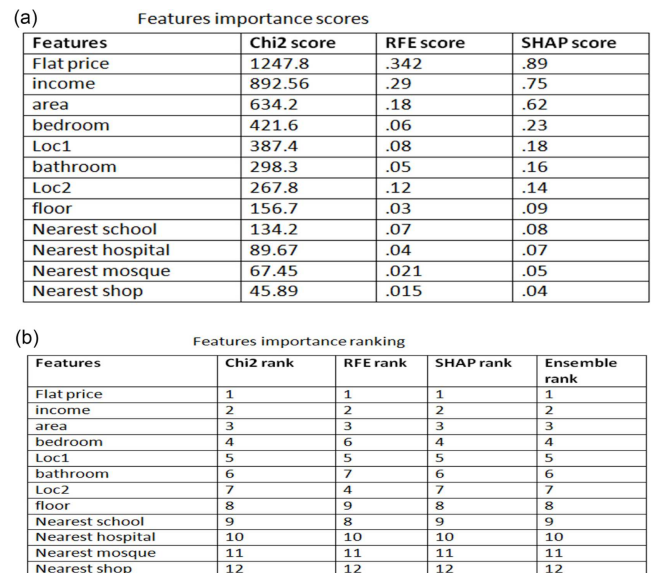 (a) Features importance scores
Features Chi2 score RFE score SHAP score
Flat price 1247.8 .342 .89
income 892.56 .29 .75
area 634.2 .18 .62
bedroom 421.6 .06 .23
Loc1 387.4 .08 .18
bathroom 298.3 .05 .16
Loc2 267.8 .12 .14
floor 156.7 .03 .09
Nearest school 134.2 .07 .08
Nearest hospital 89.67 .04 .07
Nearest mosque 67.45 .021 .05
Nearest shop 45.89 .015 .04
(b) Features importance ranking
Features Chi2 rank RFE rank SHAP rank Ensemble
rank
Flat price 1 1 1 1
income 2 2 2 2
area 3 3 3 3
bedroom 4 6 4 4
Loc1 5 5 5 5
bathroom 6 7 6 6
Loc2 7 4 7 7
floor 8 9 8 8
Nearest school 9 8 9 9
Nearest hospital 10 10 10 10
Nearest mosque 11 11 11 11
Nearest shop 12 12 12 12